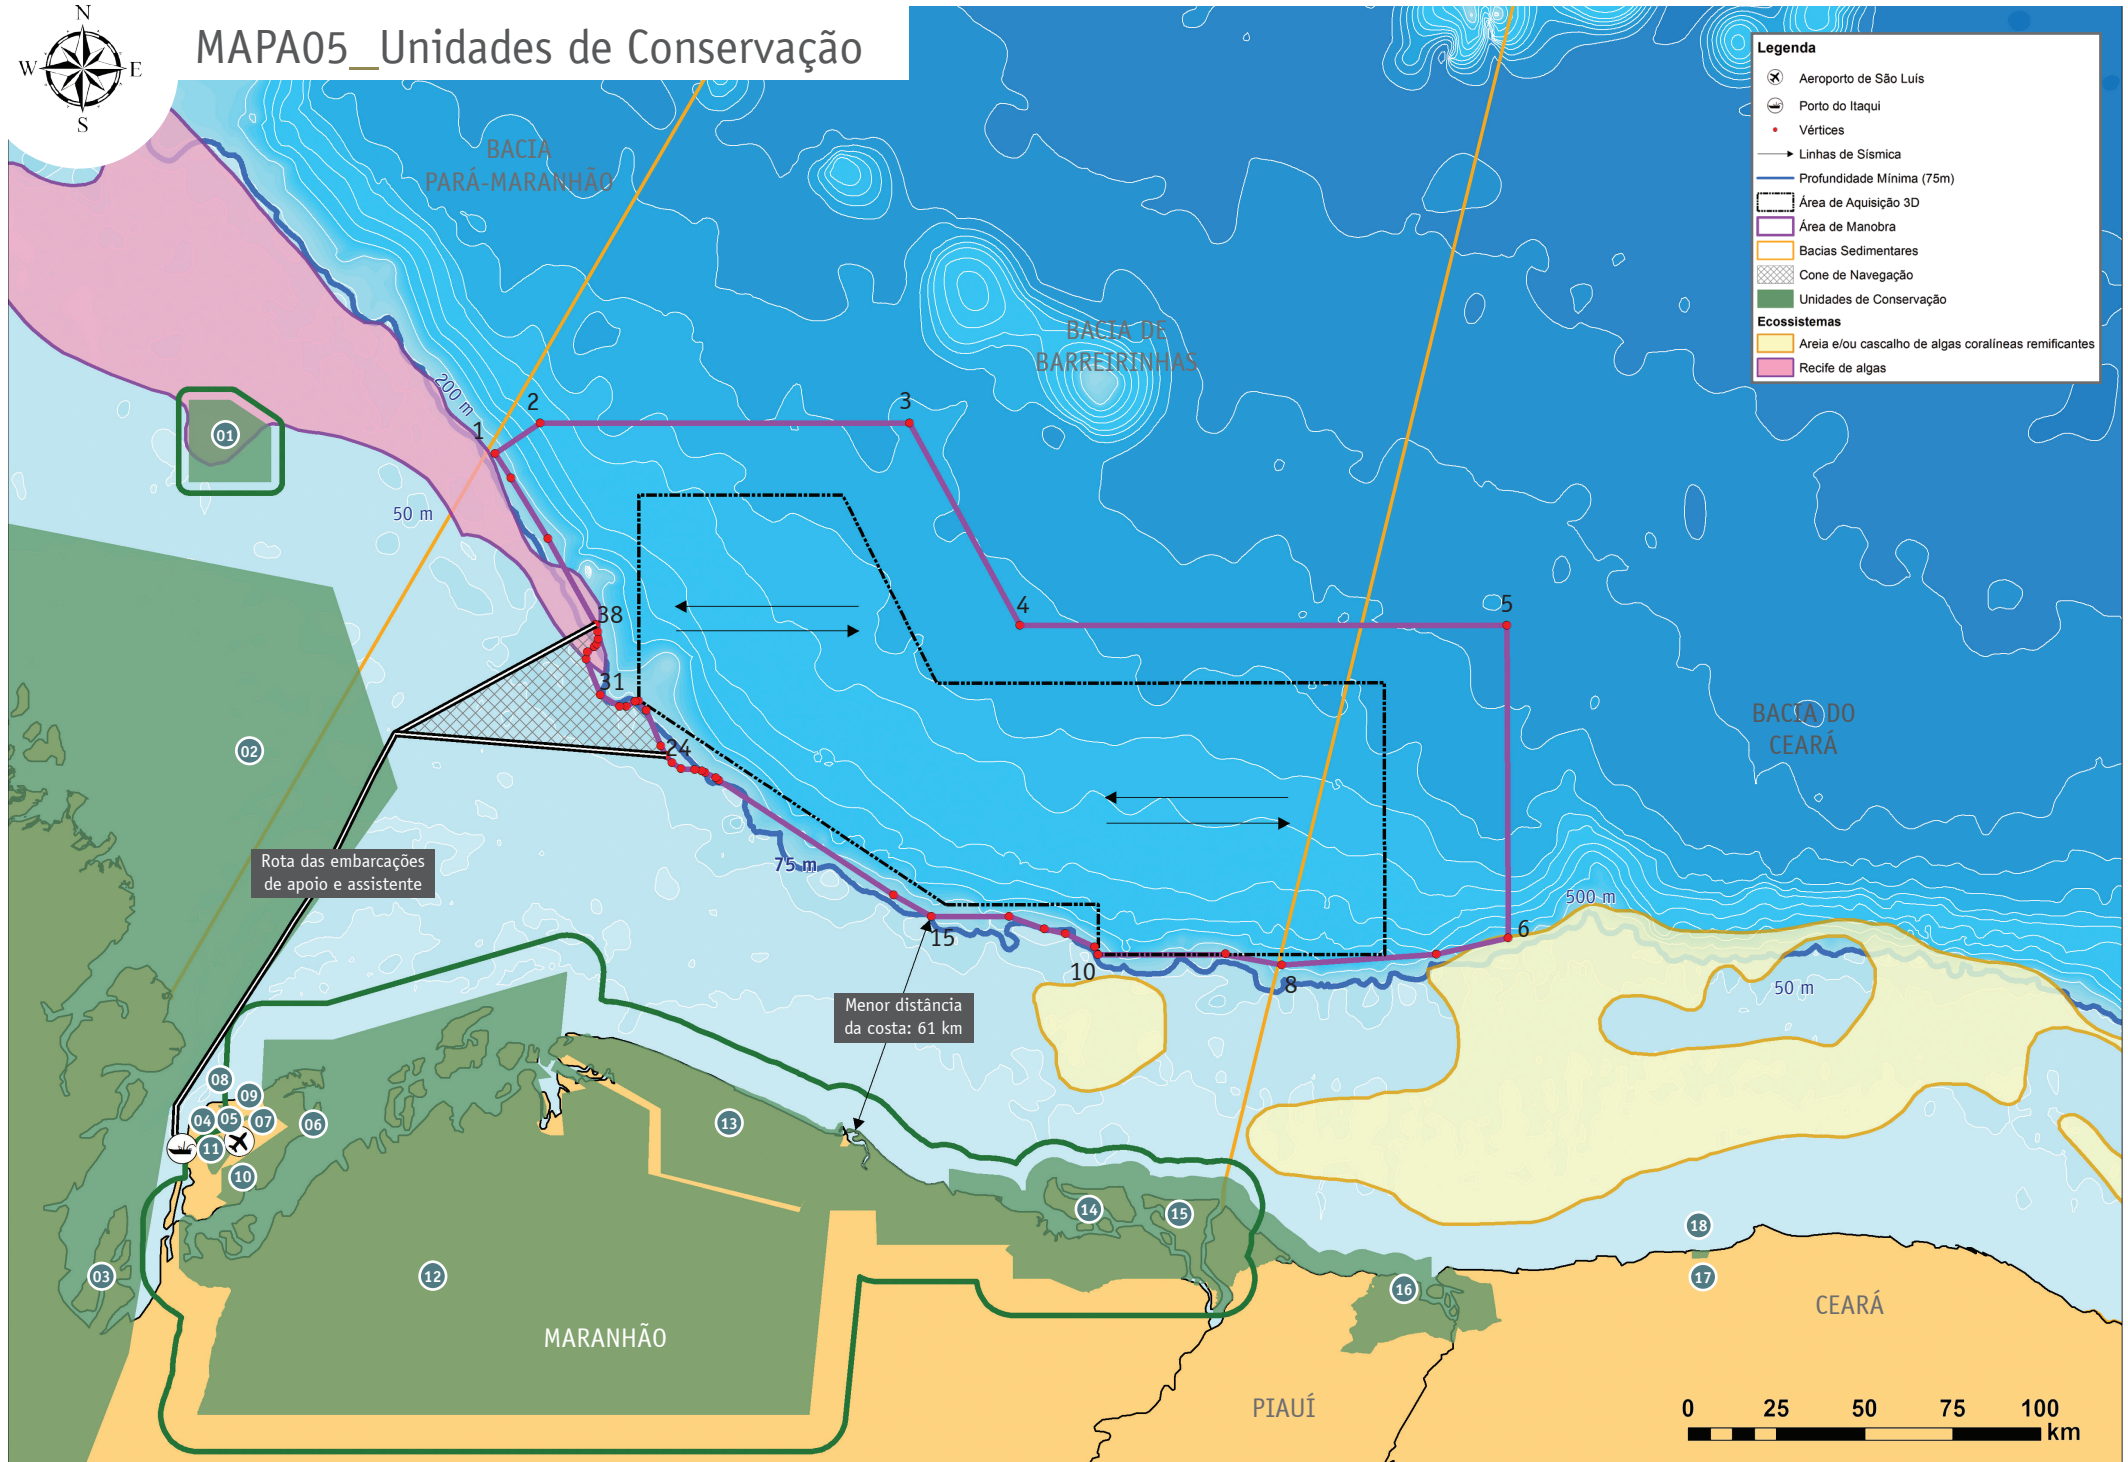 N
W E
S
MAPA05_Unidades de Conservação
Legenda
Aeroporto de São Luís
Porto do Itaqui
Vértices
Linhas de Sísmica
Profundidade Mínima (75m)
Área de Aquisição 3D
Área de Manobra
Bacias Sedimentares
Cone de Navegação
Unidades de Conservação
Ecossistemas
Areia e/ou cascalho de algas coralíneas remificantes
Recife de algas
BACIA
PARÁ-MARANHÃO
BACIA DE
BARREIRINHAS
BACIA DO
CEARÁ
200 m
50 m
1
2
3
4
5
6
8
10
15
24
31
38
75 m
500 m
50 m
Rota das embarcações
de apoio e assistente
Menor distância
da costa: 61 km
01
02
03
04
05
06
07
08
09
10
11
12
13
14
15
16
17
18
MARANHÃO
PIAUÍ
CEARÁ
0 25 50 75 100
km